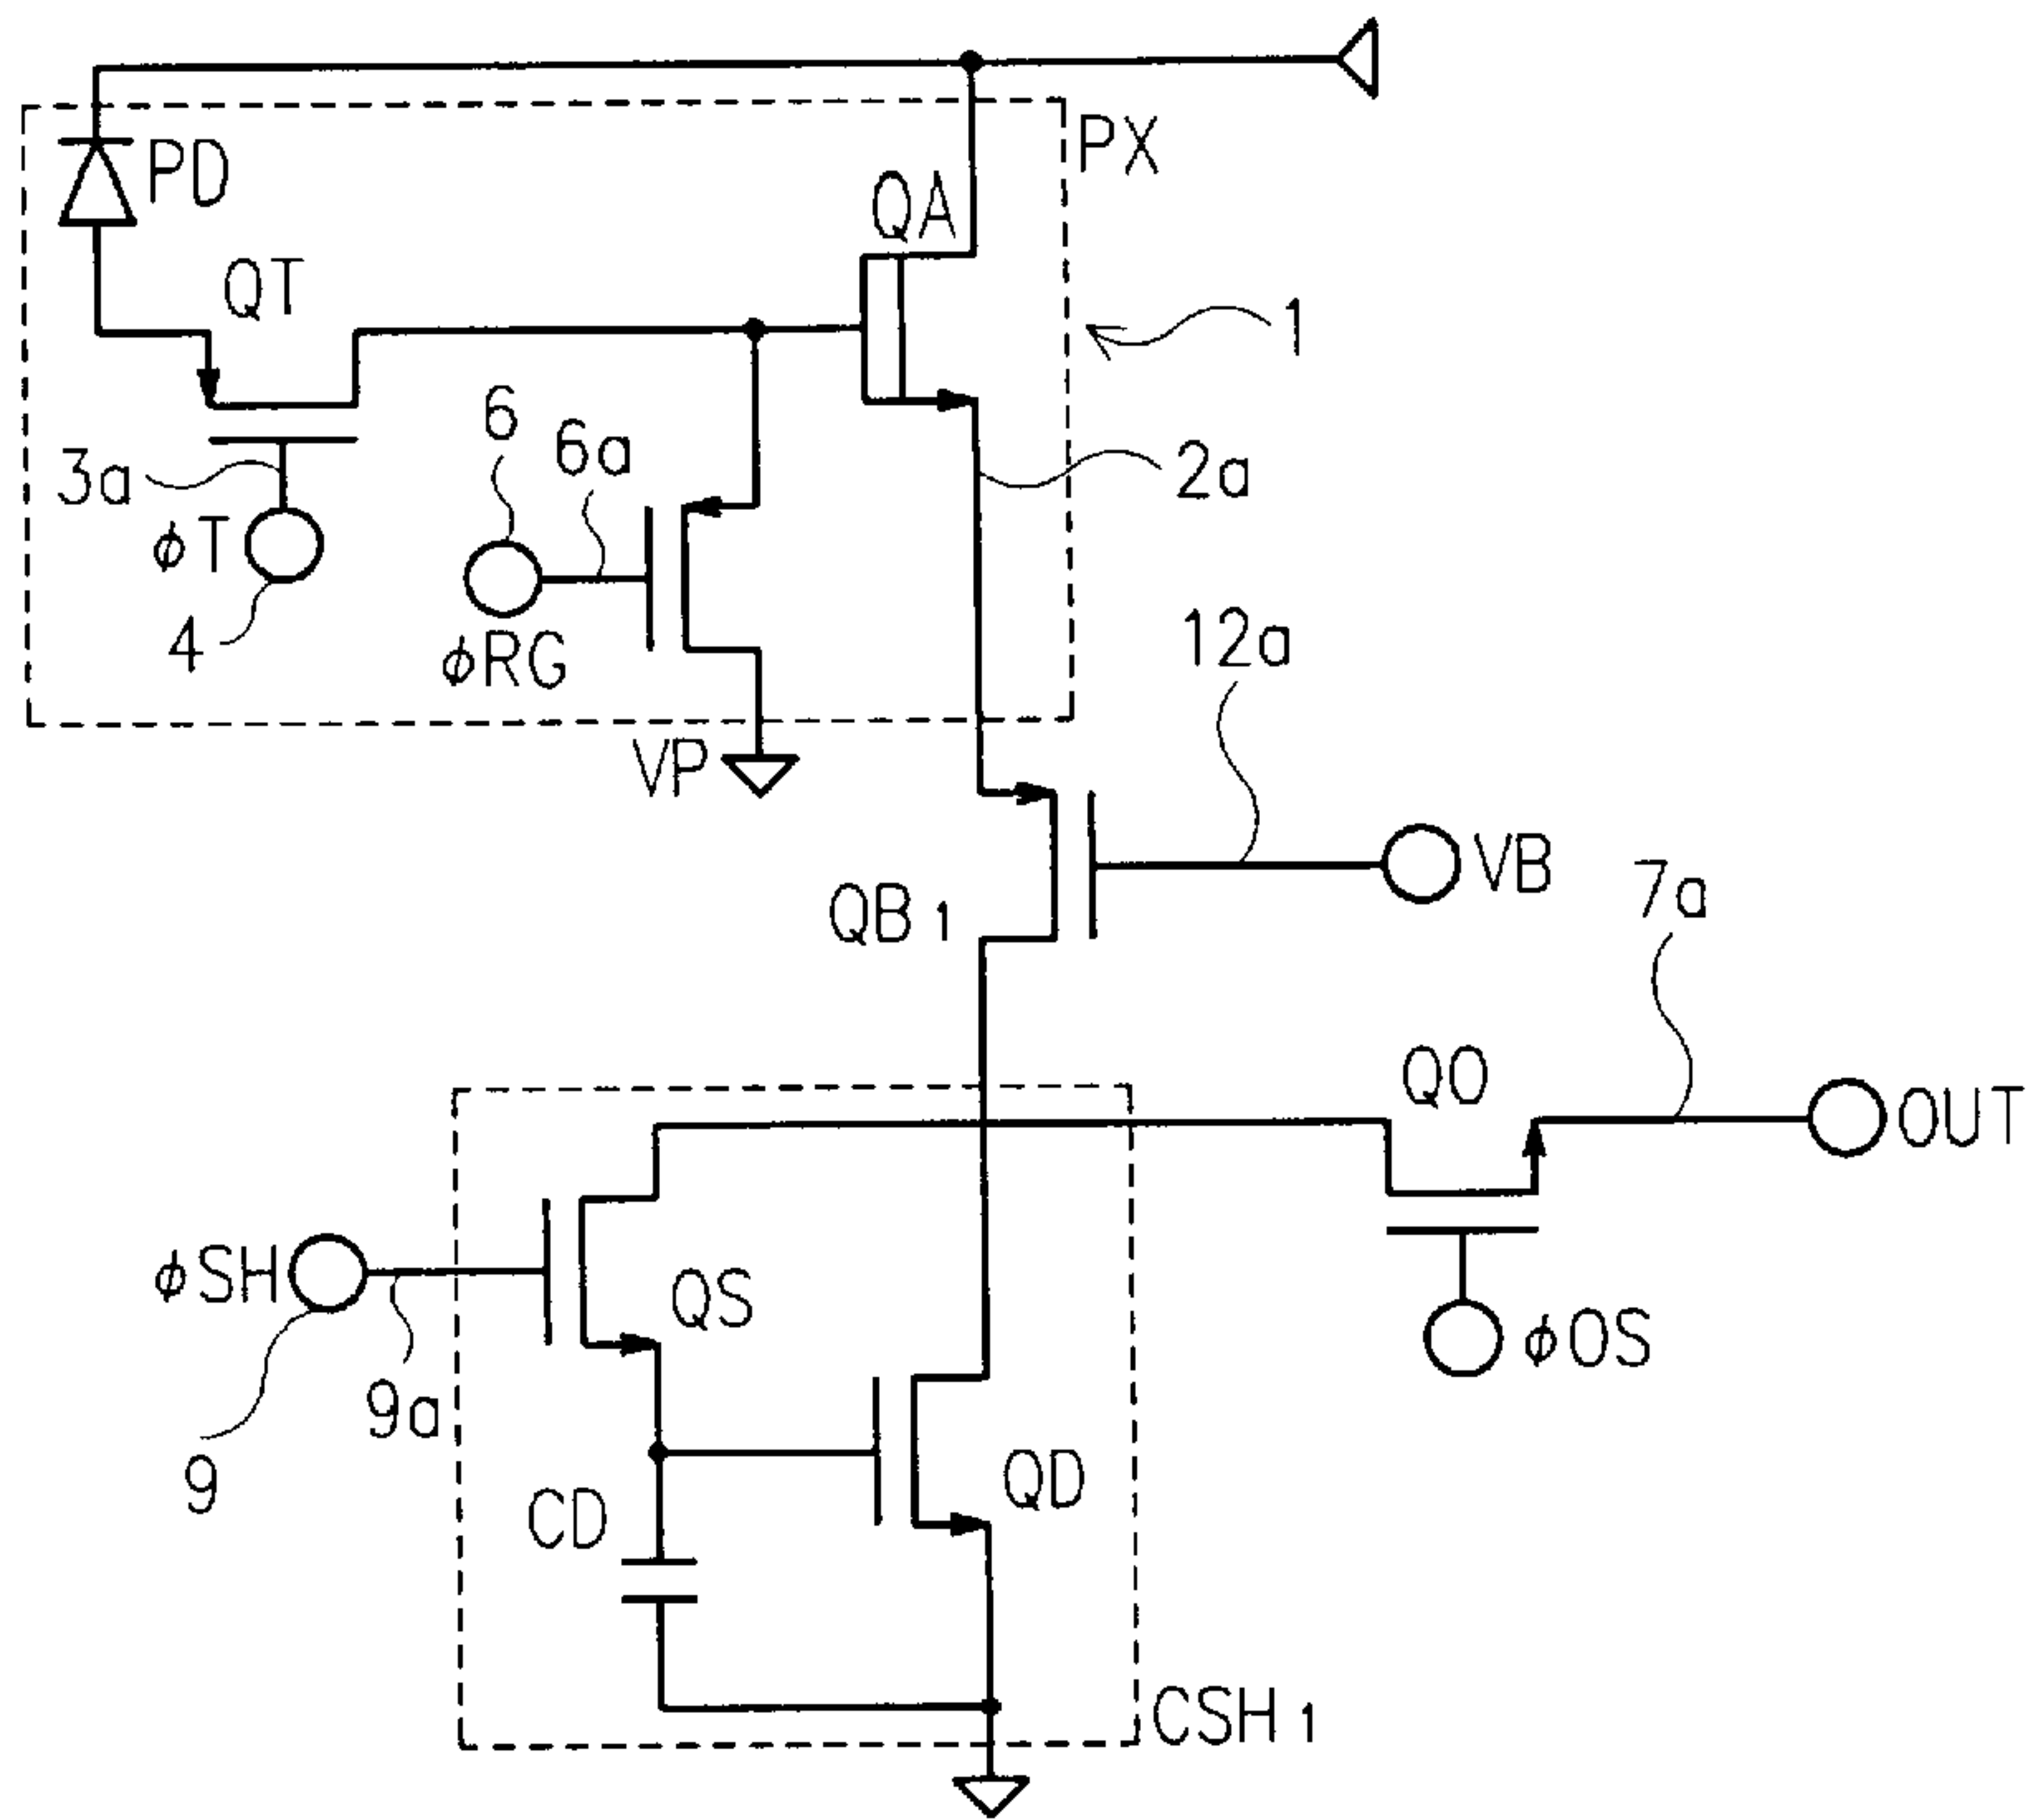 PX
PD
QA
QT
1
6
6a
3a
2a
ϕT
4
ϕRG
12a
VP
VB
7a
QB1
QO
OUT
ϕSH
QS
ϕOS
9a
9
QD
CD
CSH1